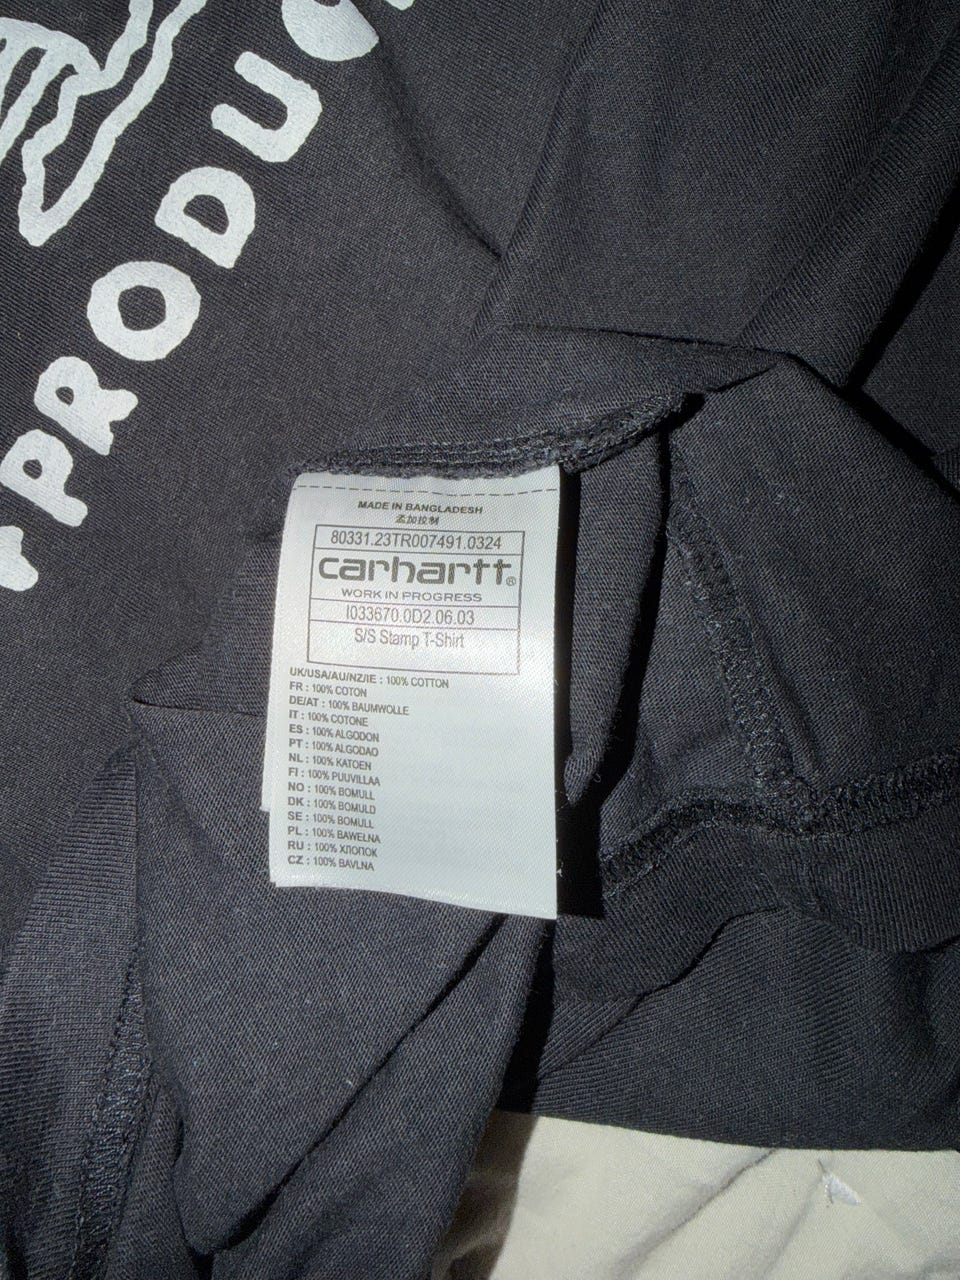 PRODUC
MADE IN BANGLADESH
孟加拉制
80331.23TR007491.0324
carhartt®
WORK IN PROGRESS
I033670.0D2.06.03
S/S Stamp T-Shirt
UK/USA/AU/NZ/IE : 100% COTTON
FR : 100% COTON
DE/AT : 100% BAUMWOLLE
IT : 100% COTONE
ES : 100% ALGODON
PT : 100% ALGODAO
NL : 100% KATOEN
FI : 100% PUUVILLAA
NO : 100% BOMULL
DK : 100% BOMULD
SE : 100% BOMULL
PL : 100% BAWELNA
RU : 100% ХЛОПОК
CZ : 100% BAVLNA